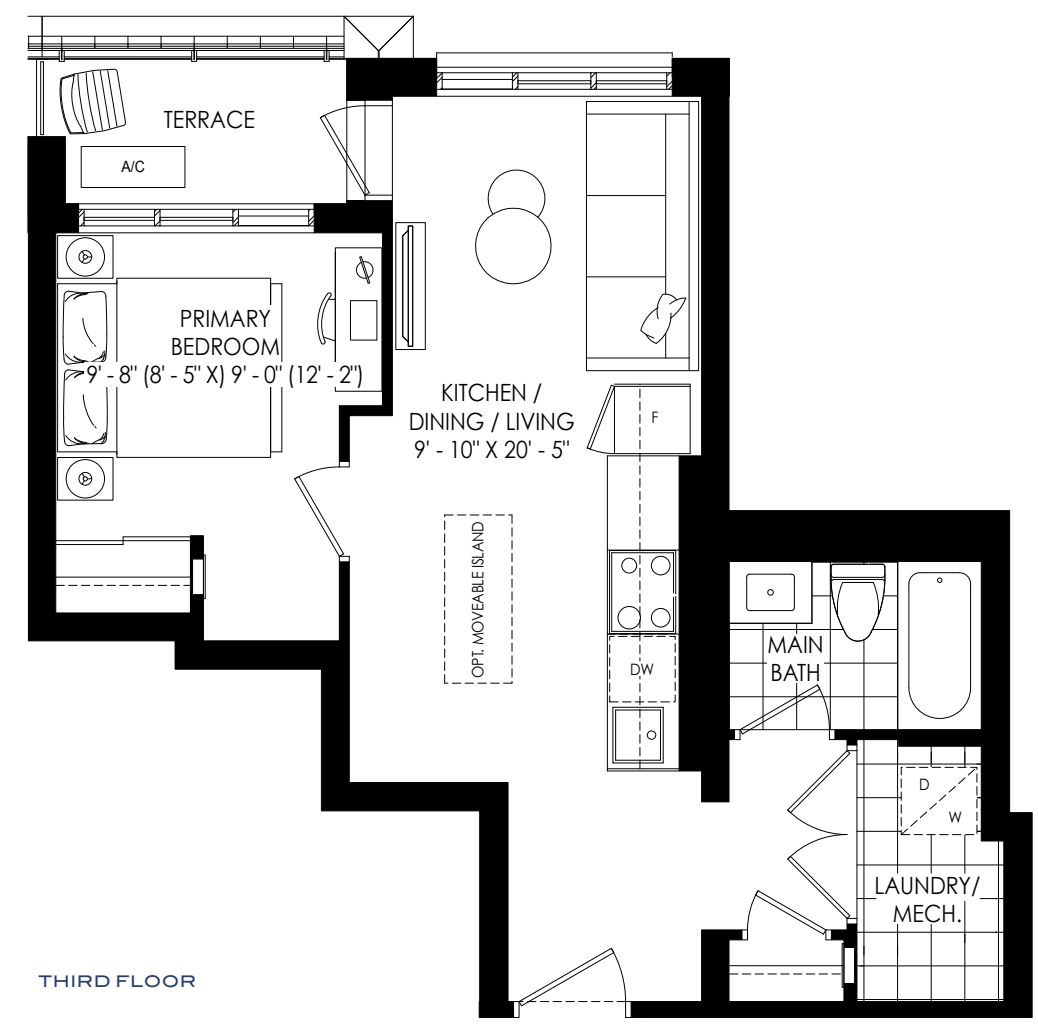 TERRACE
A/C
PRIMARY
BEDROOM
9' - 8" (8' - 5" X) 9' - 0" (12' - 2")
KITCHEN /
DINING / LIVING
9' - 10" X 20' - 5"
F
OPT. MOVEABLE ISLAND
DW
MAIN
BATH
D
W
LAUNDRY/
MECH.
THIRD FLOOR